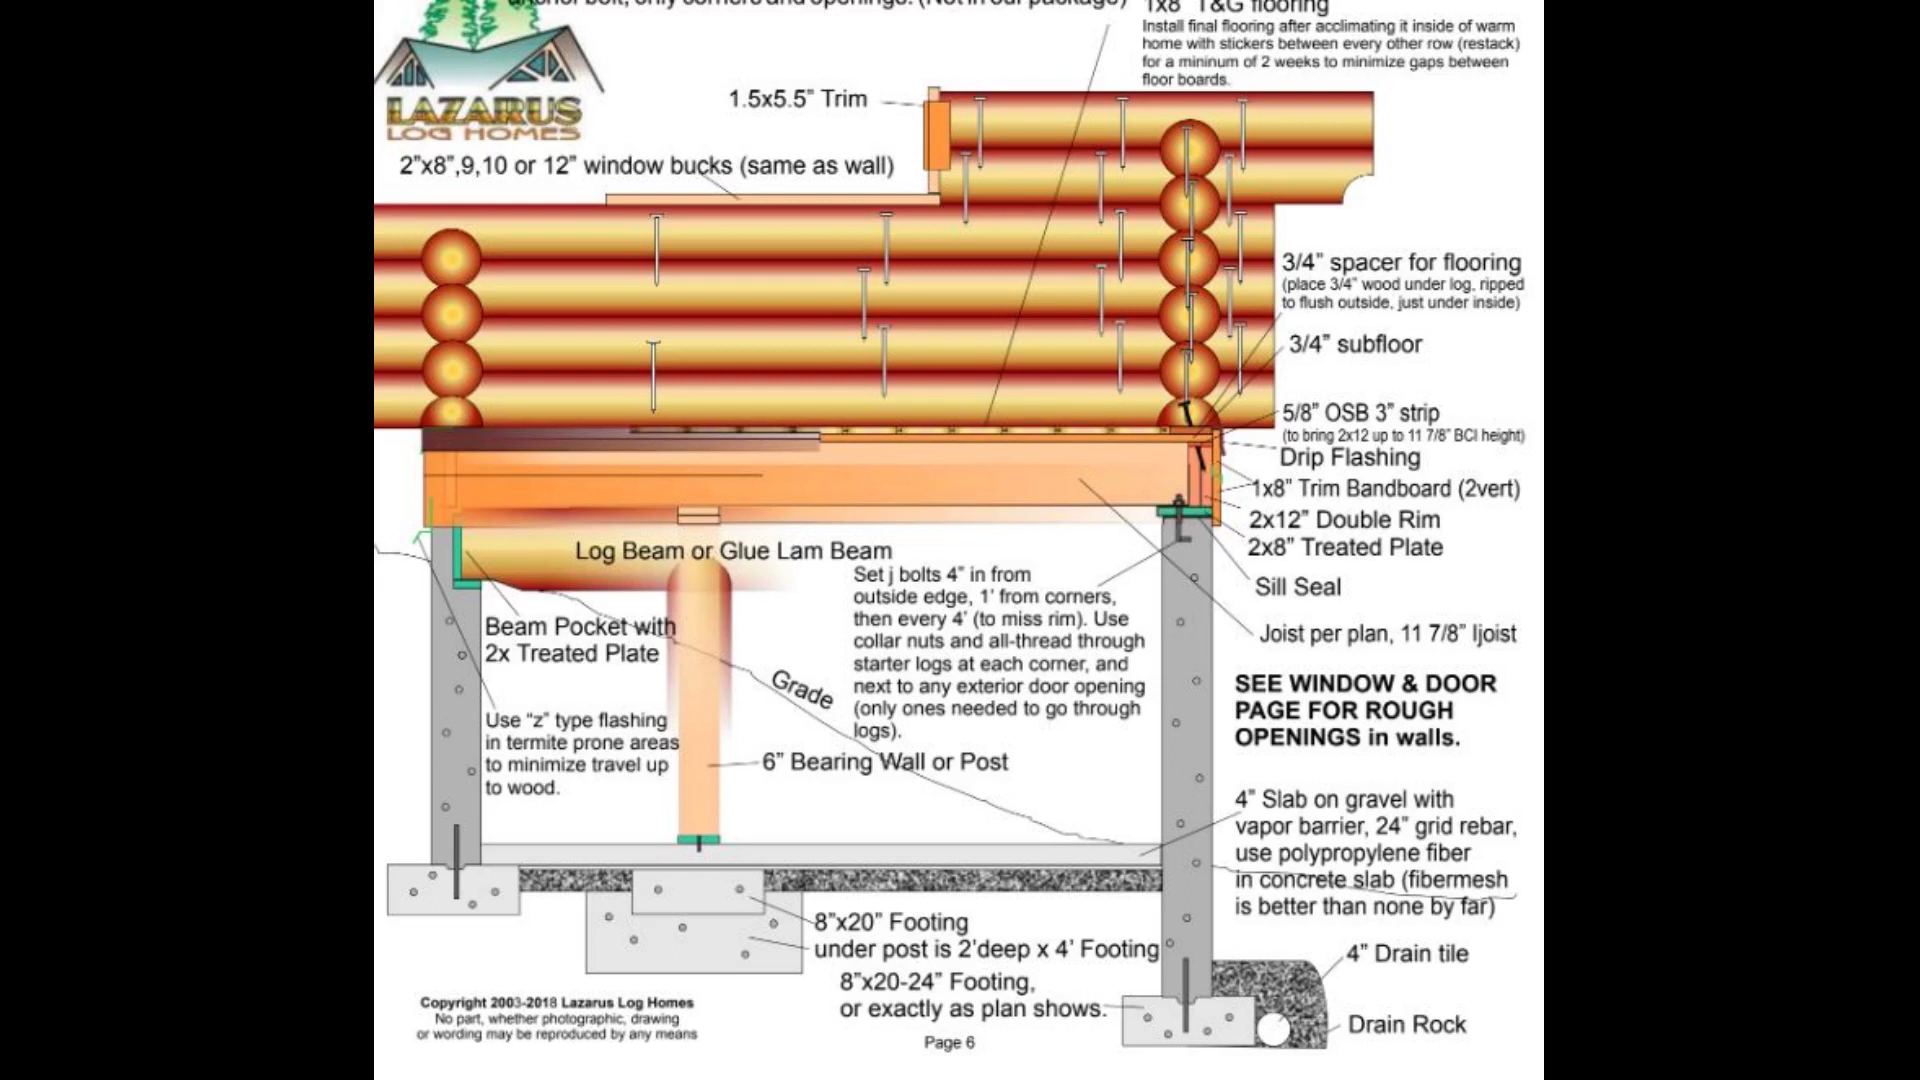 anchor bolt, only corners and openings. (Not in our package)
1x8" T&G flooring
Install final flooring after acclimating it inside of warm
home with stickers between every other row (restack)
for a mininum of 2 weeks to minimize gaps between
floor boards.
LAZARUS
LOG HOMES
1.5x5.5” Trim
2”x8”,9,10 or 12” window bucks (same as wall)
3/4” spacer for flooring
(place 3/4” wood under log, ripped
to flush outside, just under inside)
3/4” subfloor
5/8” OSB 3” strip
(to bring 2x12 up to 11 7/8” BCI height)
Drip Flashing
1x8” Trim Bandboard (2vert)
2x12” Double Rim
2x8” Treated Plate
Sill Seal
Joist per plan, 11 7/8” Ijoist
Log Beam or Glue Lam Beam
Set j bolts 4” in from
outside edge, 1’ from corners,
then every 4’ (to miss rim). Use
collar nuts and all-thread through
starter logs at each corner, and
next to any exterior door opening
(only ones needed to go through
logs).
Beam Pocket with
2x Treated Plate
Grade
Use “z” type flashing
in termite prone areas
to minimize travel up
to wood.
6” Bearing Wall or Post
SEE WINDOW & DOOR
PAGE FOR ROUGH
OPENINGS in walls.
4” Slab on gravel with
vapor barrier, 24” grid rebar,
use polypropylene fiber
in concrete slab (fibermesh
is better than none by far)
8”x20” Footing
under post is 2’deep x 4’ Footing
8”x20-24” Footing,
or exactly as plan shows.
4” Drain tile
Drain Rock
Copyright 2003-2018 Lazarus Log Homes
No part, whether photographic, drawing
or wording may be reproduced by any means
Page 6